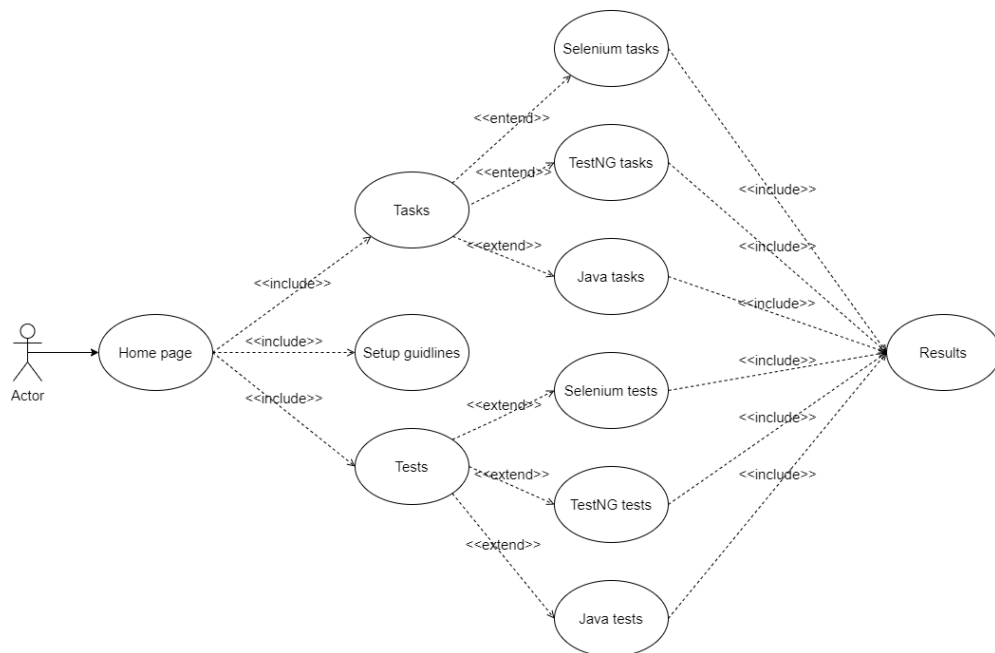 Selenium tasks
<<entend>>
TestNG tasks
<<entend>>
<<include>>
Tasks
<<extend>>
<<include>>
Java tasks
<<include>>
<<include>>
Actor
Home page
<<include>>
Setup guidlines
Results
<<include>>
Selenium tests
<<include>>
<<extend>>
<<include>>
Tests
<<extend>>
<<include>>
TestNG tests
<<extend>>
Java tests